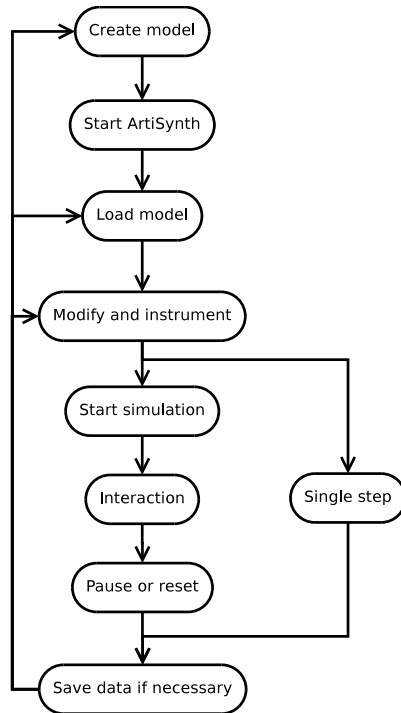 Create model
Start ArtiSynth
Load model
Modify and instrument
Start simulation
Interaction
Single step
Pause or reset
Save data if necessary